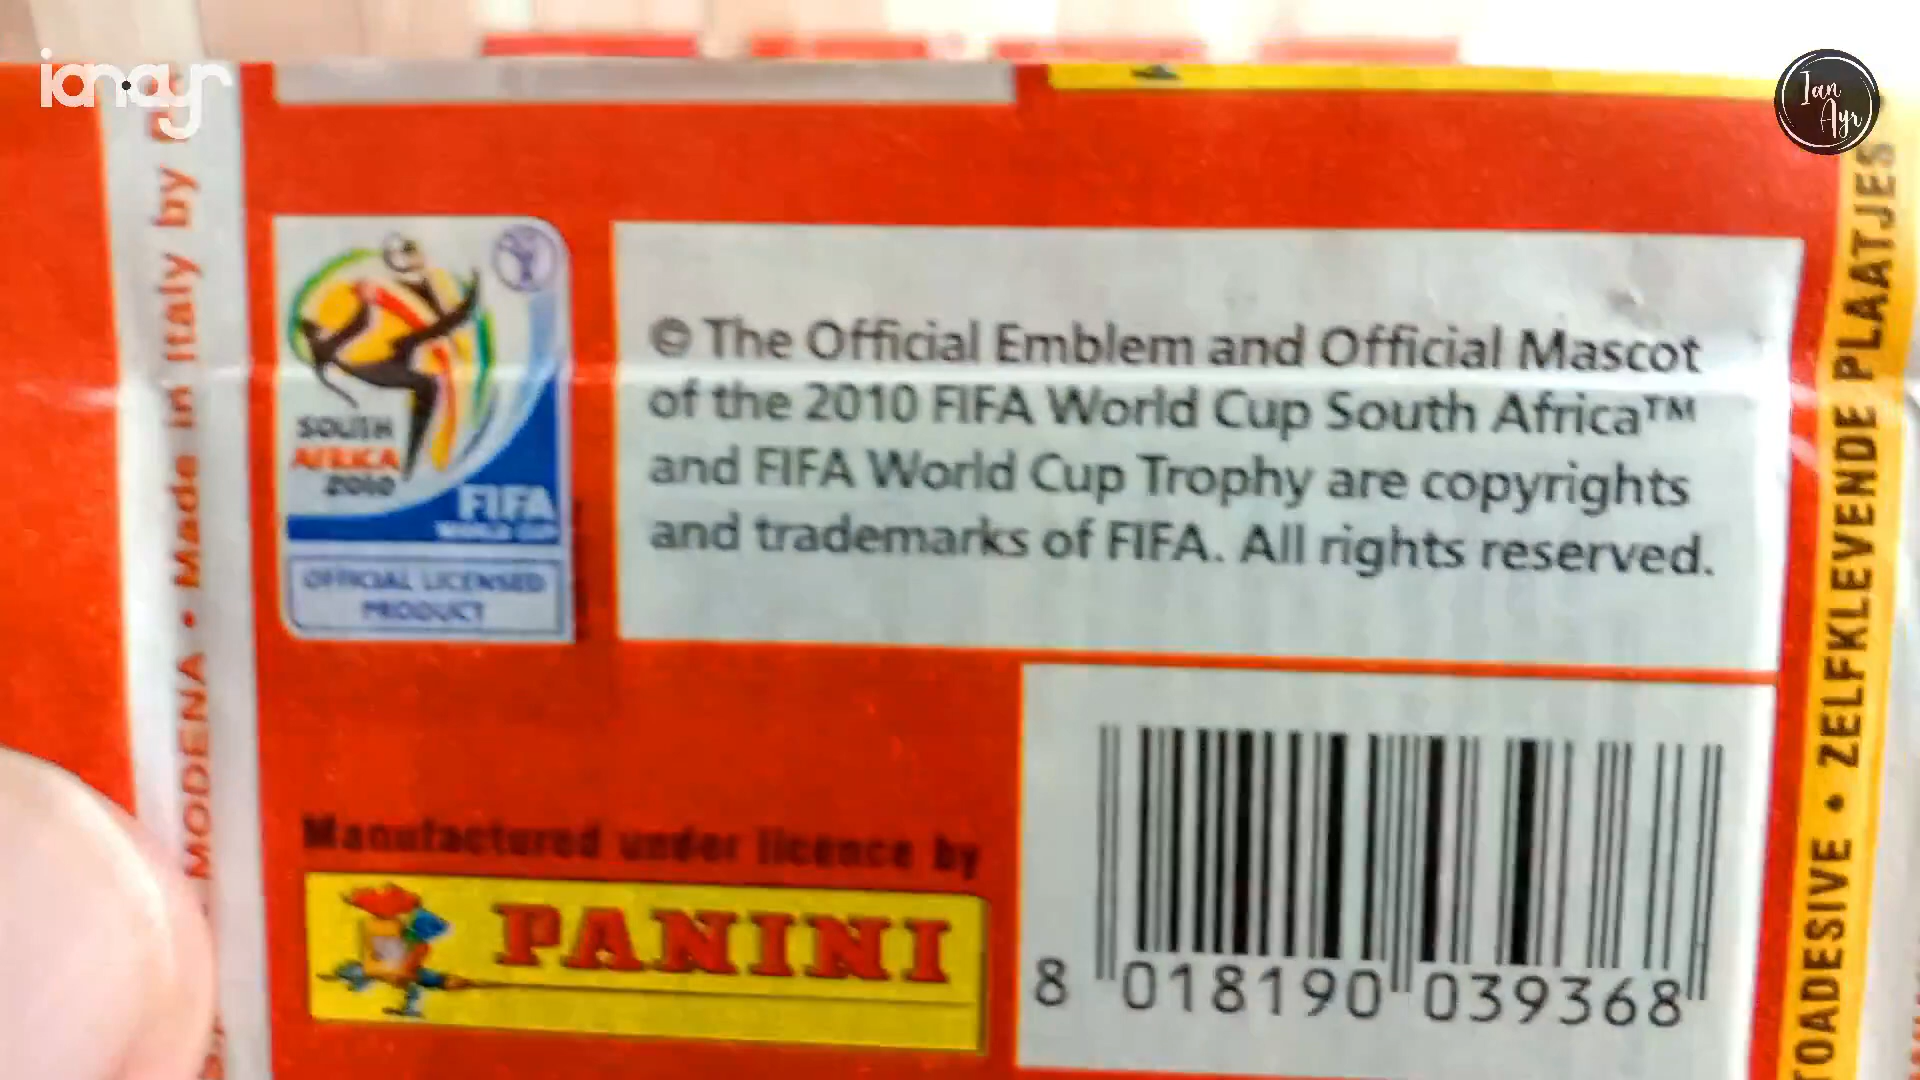 ian.ayr
Ian
Ayr
MODENA • Made in Italy by
SOUTH
AFRICA
2010
FIFA
WORLD CUP
OFFICIAL LICENSED
PRODUCT
© The Official Emblem and Official Mascot
of the 2010 FIFA World Cup South Africa™
and FIFA World Cup Trophy are copyrights
and trademarks of FIFA. All rights reserved.
Manufactured under licence by
PANINI
8 018190 039368
TOADESIVE • ZELFKLEVENDE PLAATJES